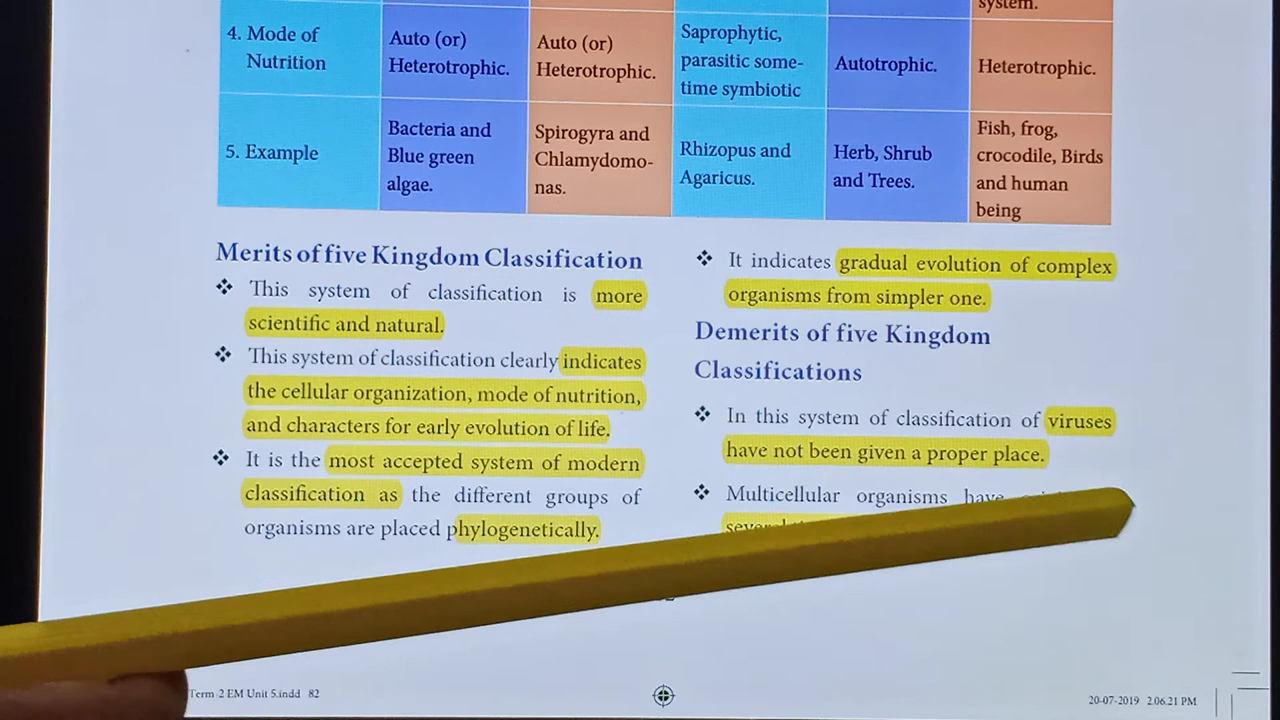 system.
4. Mode of
Nutrition
Auto (or)
Heterotrophic.
Auto (or)
Heterotrophic.
Saprophytic,
parasitic some-
time symbiotic
Autotrophic.
Heterotrophic.
5. Example
Bacteria and
Blue green
algae.
Spirogyra and
Chlamydomo-
nas.
Rhizopus and
Agaricus.
Herb, Shrub
and Trees.
Fish, frog,
crocodile, Birds
and human
being
Merits of five Kingdom Classification
❖ This system of classification is more
scientific and natural.
❖ This system of classification clearly indicates
the cellular organization, mode of nutrition,
and characters for early evolution of life.
❖ It is the most accepted system of modern
classification as the different groups of
organisms are placed phylogenetically.
❖ It indicates gradual evolution of complex
organisms from simpler one.
Demerits of five Kingdom
Classifications
❖ In this system of classification of viruses
have not been given a proper place.
❖ Multicellular organisms have
Term 2 EM Unit 5.indd 82
20-07-2019 2.06.21 PM